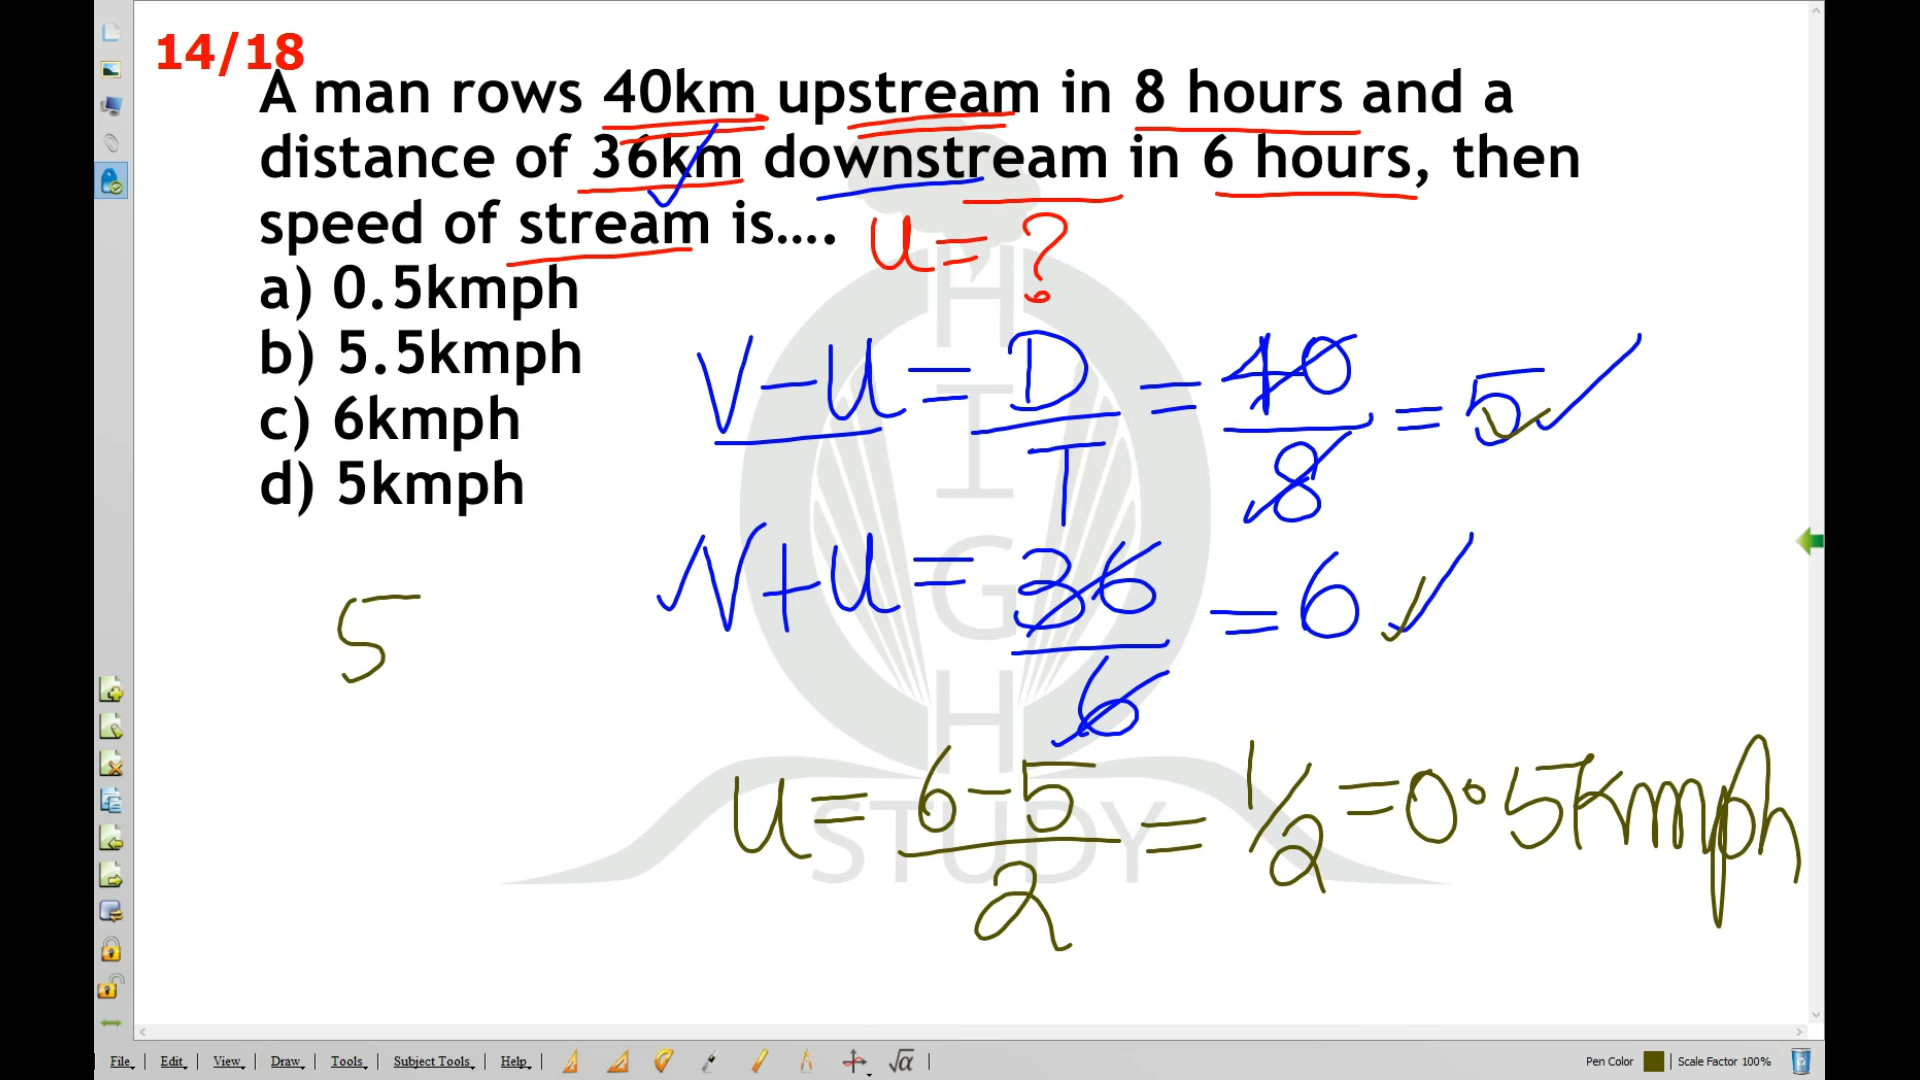 14/18
A man rows 40km upstream in 8 hours and a
distance of 36km downstream in 6 hours, then
speed of stream is....
u = ?
a) 0.5kmph
b) 5.5kmph
c) 6kmph
d) 5kmph
V - u = D/T = 40/8 = 5
V + u = 36/6 = 6
5
u = 6 - 5 / 2 = 1/2 = 0.5kmph
HIGH
STUDY
File Edit View Draw Tools Subject Tools Help √α Pen Color Scale Factor 100%